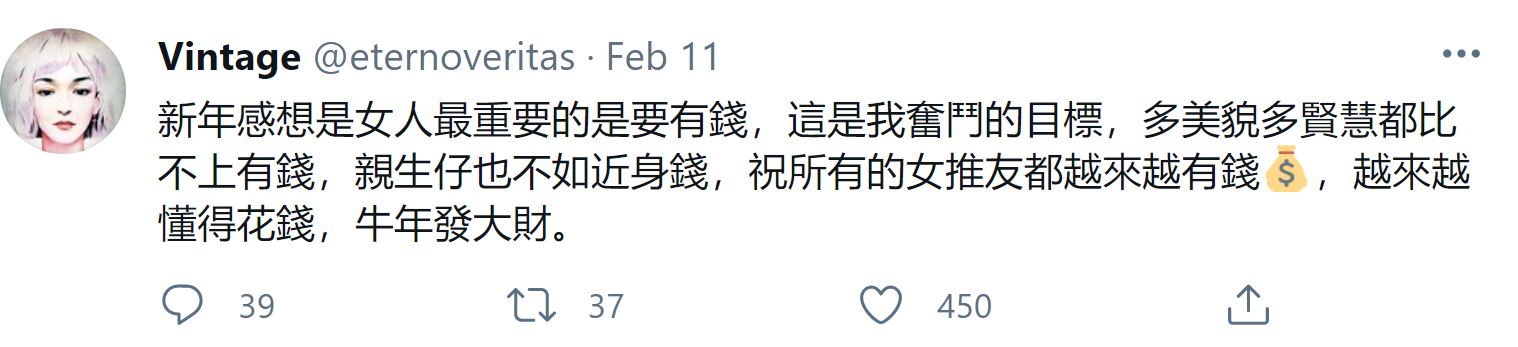 Vintage @eternoveritas · Feb 11
新年感想是女人最重要的是要有錢，這是我奮鬥的目標，多美貌多賢慧都比
不上有錢，親生仔也不如近身錢，祝所有的女推友都越來越有錢💰，越來越
懂得花錢，牛年發大財。
39 37 450